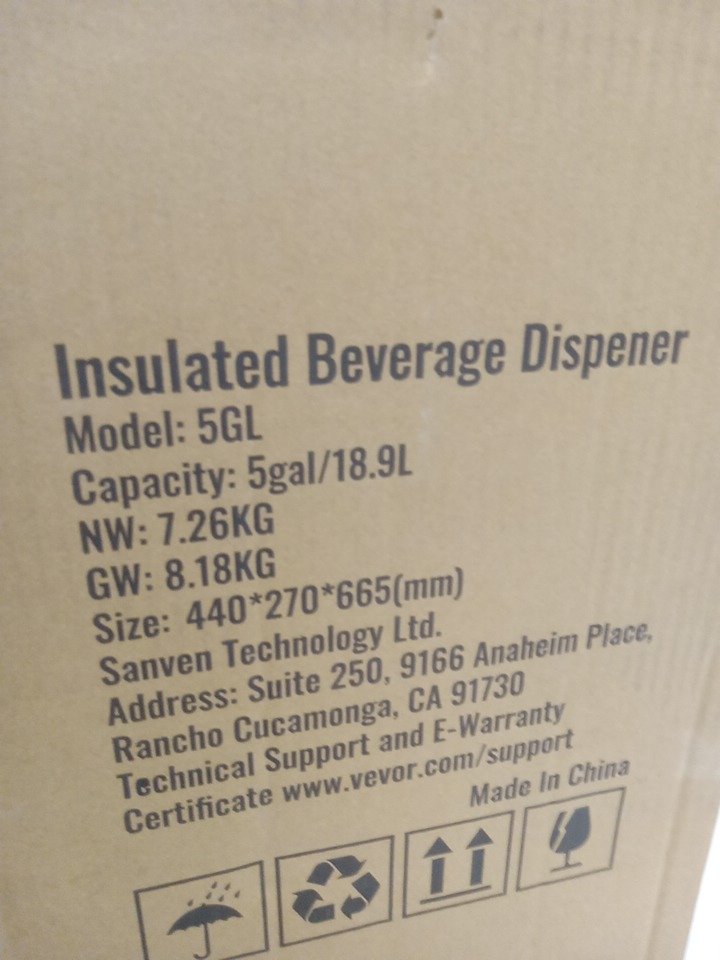 Insulated Beverage Dispener
Model: 5GL
Capacity: 5gal/18.9L
NW: 7.26KG
GW: 8.18KG
Size: 440*270*665(mm)
Sanven Technology Ltd.
Address: Suite 250, 9166 Anaheim Place,
Rancho Cucamonga, CA 91730
Technical Support and E-Warranty
Certificate www.vevor.com/support
Made In China